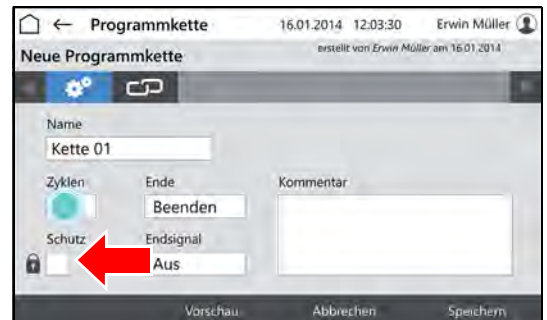 Programmkette 16.01.2014 12:03:30 Erwin Müller
Neue Programmkette erstellt von Erwin Müller am 16.01.2014
Name
Kette 01
Zyklen Ende Kommentar
Beenden
Schutz Endsignal
Aus
Vorschau Abbrechen Speichern